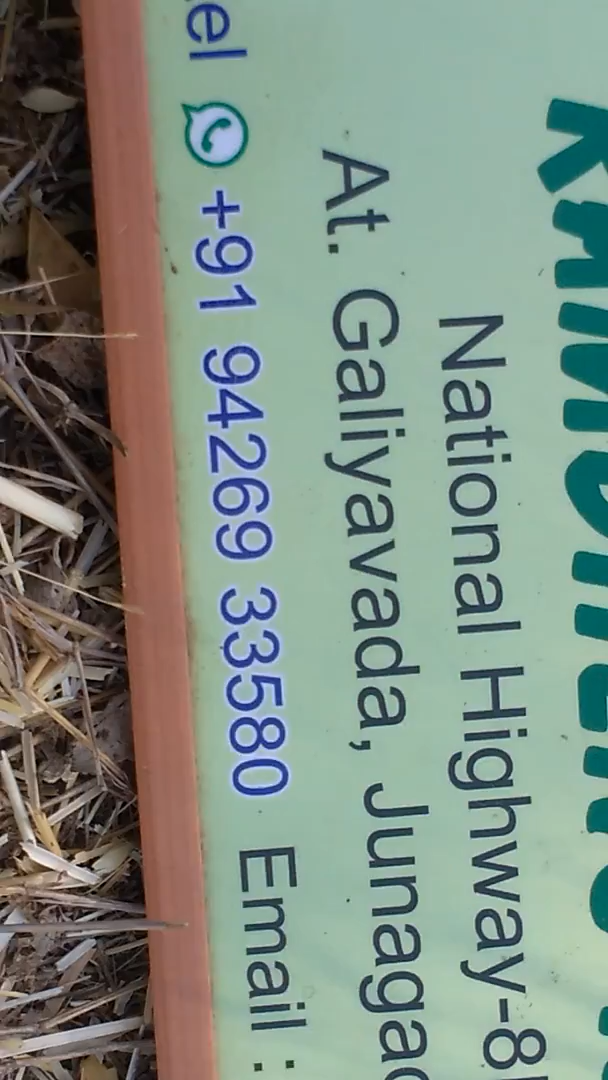 National Highway-8
At. Galiyavada, Junagad
el +91 94269 33580 Email :